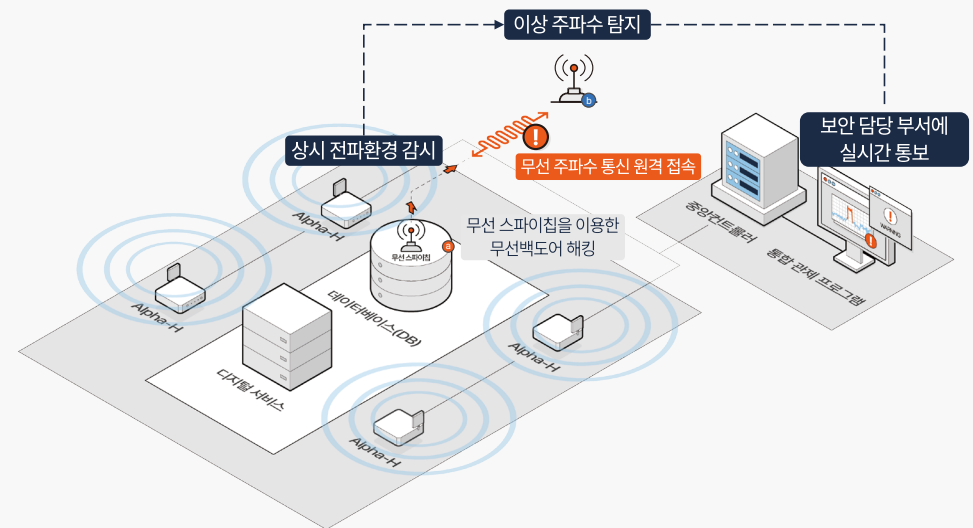 이상 주파수 탐지
b
상시 전파환경 감시
!
무선 주파수 통신 원격 접속
보안 담당 부서에
실시간 통보
Alpha-H
무선 스파이칩
a
무선 스파이칩을 이용한
무선백도어 해킹
중앙컨트롤러
!
WARNING
!
통합 관제 프로그램
Alpha-H
데이터베이스(DB)
Alpha-H
디지털 서비스
Alpha-H